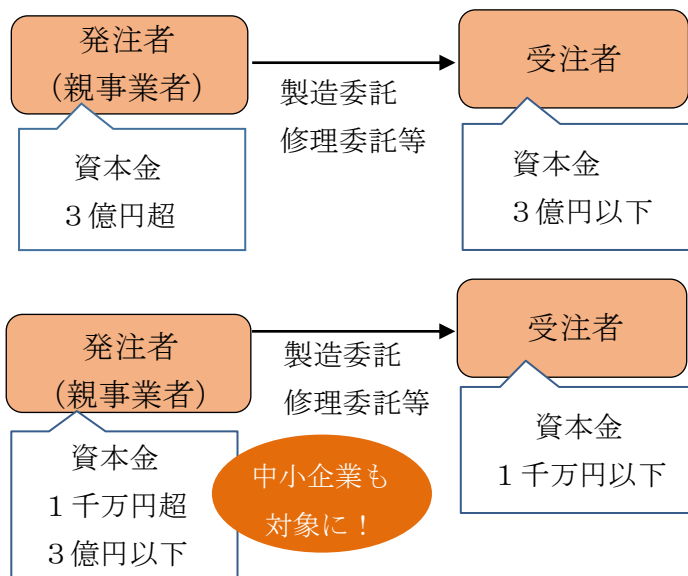 発注者
(親事業者)
製造委託
修理委託等
受注者
資本金
３億円超
資本金
３億円以下
発注者
(親事業者)
製造委託
修理委託等
受注者
資本金
１千万円超
３億円以下
中小企業も
対象に！
資本金
１千万円以下